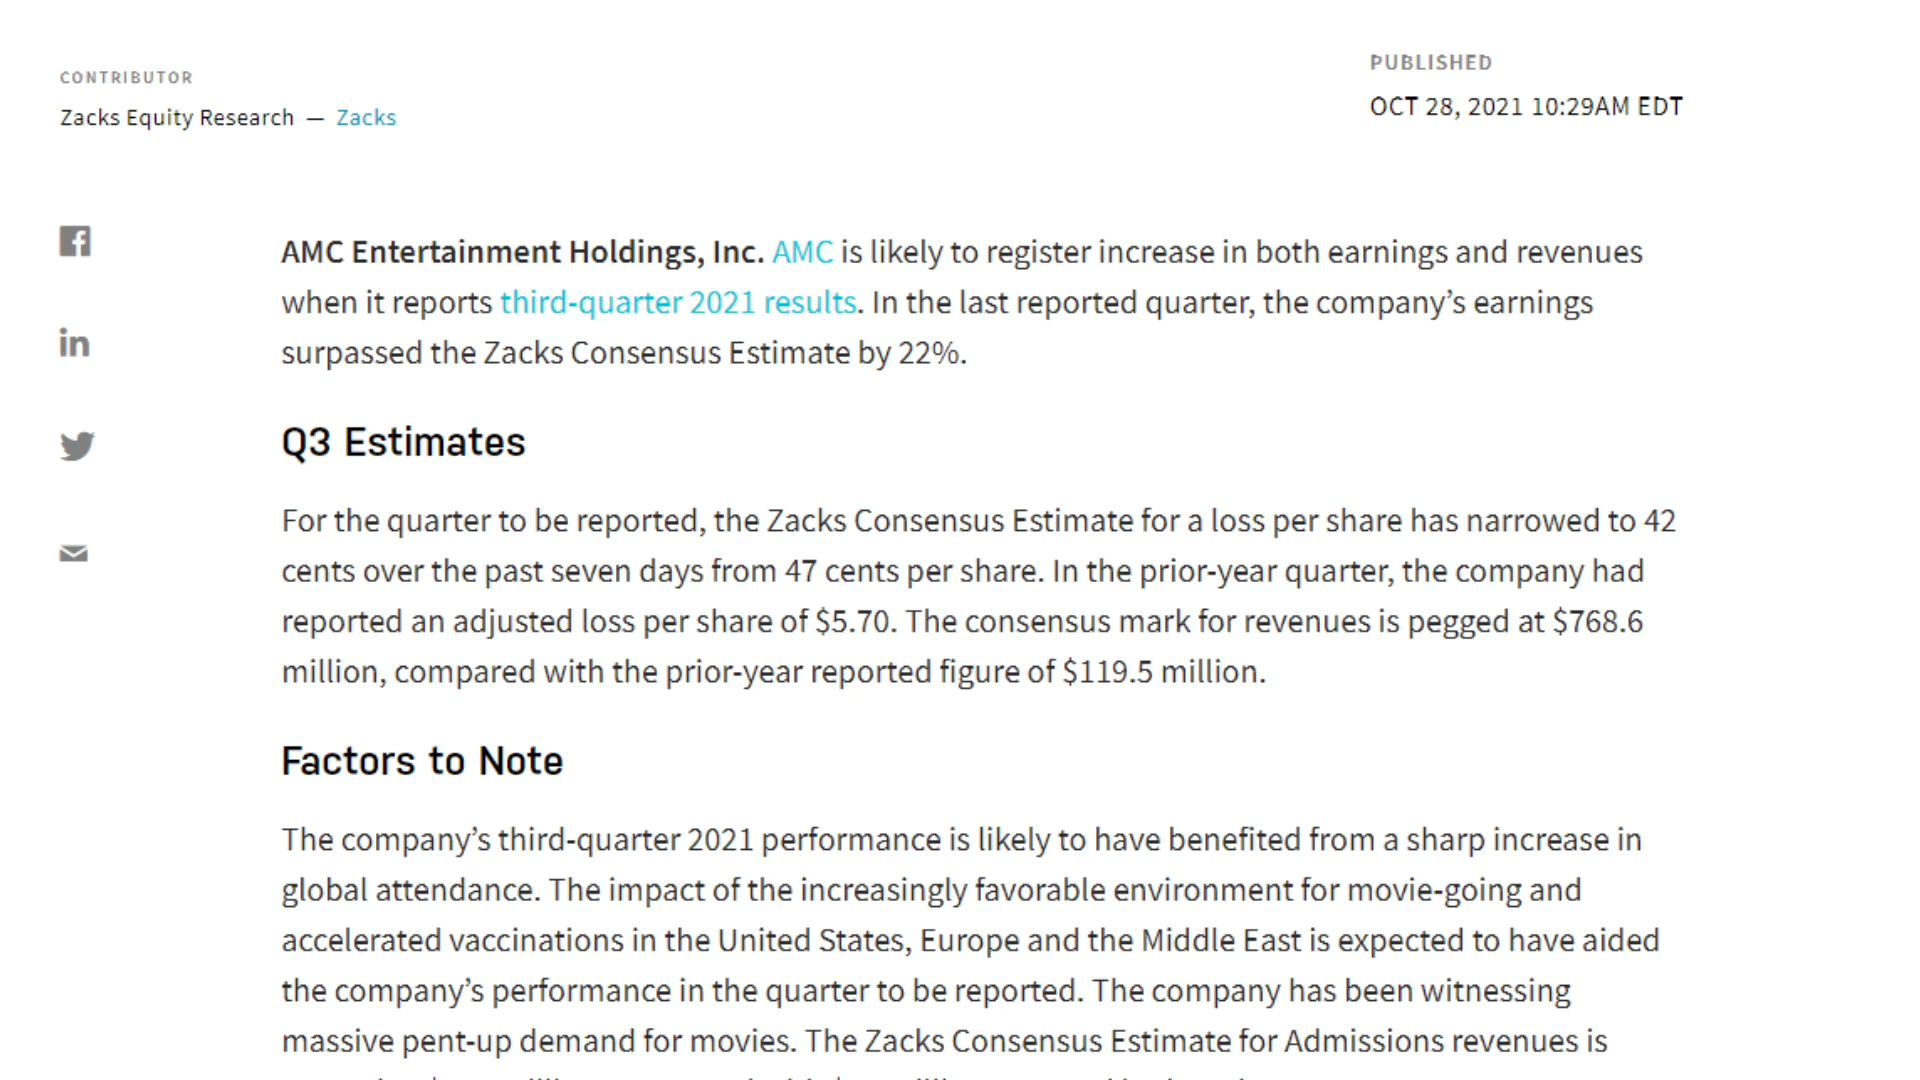 CONTRIBUTOR
Zacks Equity Research — Zacks
PUBLISHED
OCT 28, 2021 10:29AM EDT
AMC Entertainment Holdings, Inc. AMC is likely to register increase in both earnings and revenues
when it reports third-quarter 2021 results. In the last reported quarter, the company’s earnings
surpassed the Zacks Consensus Estimate by 22%.
Q3 Estimates
For the quarter to be reported, the Zacks Consensus Estimate for a loss per share has narrowed to 42
cents over the past seven days from 47 cents per share. In the prior-year quarter, the company had
reported an adjusted loss per share of $5.70. The consensus mark for revenues is pegged at $768.6
million, compared with the prior-year reported figure of $119.5 million.
Factors to Note
The company’s third-quarter 2021 performance is likely to have benefited from a sharp increase in
global attendance. The impact of the increasingly favorable environment for movie-going and
accelerated vaccinations in the United States, Europe and the Middle East is expected to have aided
the company’s performance in the quarter to be reported. The company has been witnessing
massive pent-up demand for movies. The Zacks Consensus Estimate for Admissions revenues is